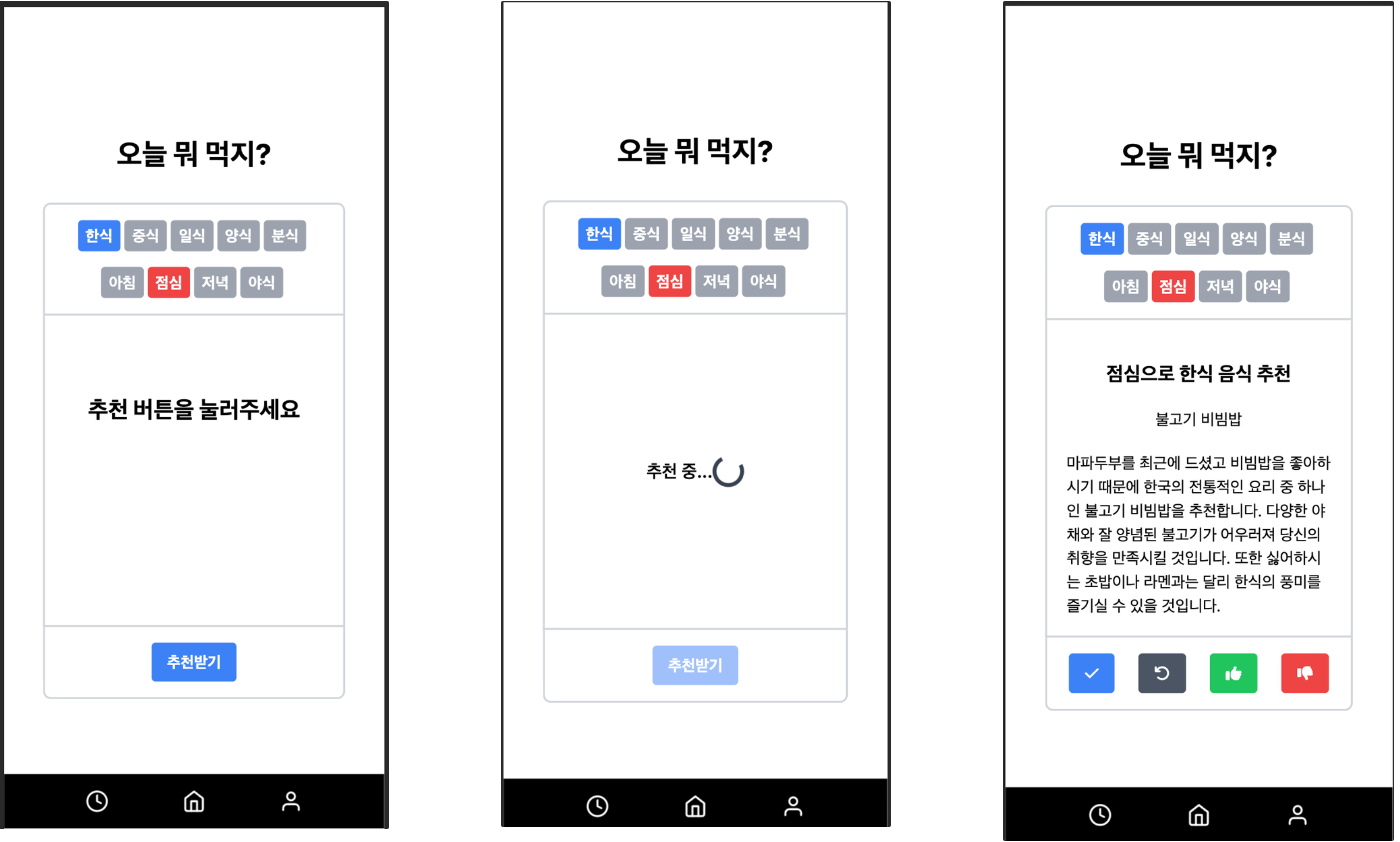 오늘 뭐 먹지?
한식 중식 일식 양식 분식
아침 점심 저녁 야식
추천 버튼을 눌러주세요
추천받기
오늘 뭐 먹지?
한식 중식 일식 양식 분식
아침 점심 저녁 야식
추천 중...
추천받기
오늘 뭐 먹지?
한식 중식 일식 양식 분식
아침 점심 저녁 야식
점심으로 한식 음식 추천
불고기 비빔밥
마파두부를 최근에 드셨고 비빔밥을 좋아하
시기 때문에 한국의 전통적인 요리 중 하나
인 불고기 비빔밥을 추천합니다. 다양한 야
채와 잘 양념된 불고기가 어우러져 당신의
취향을 만족시킬 것입니다. 또한 싫어하시
는 초밥이나 라멘과는 달리 한식의 풍미를
즐기실 수 있을 것입니다.